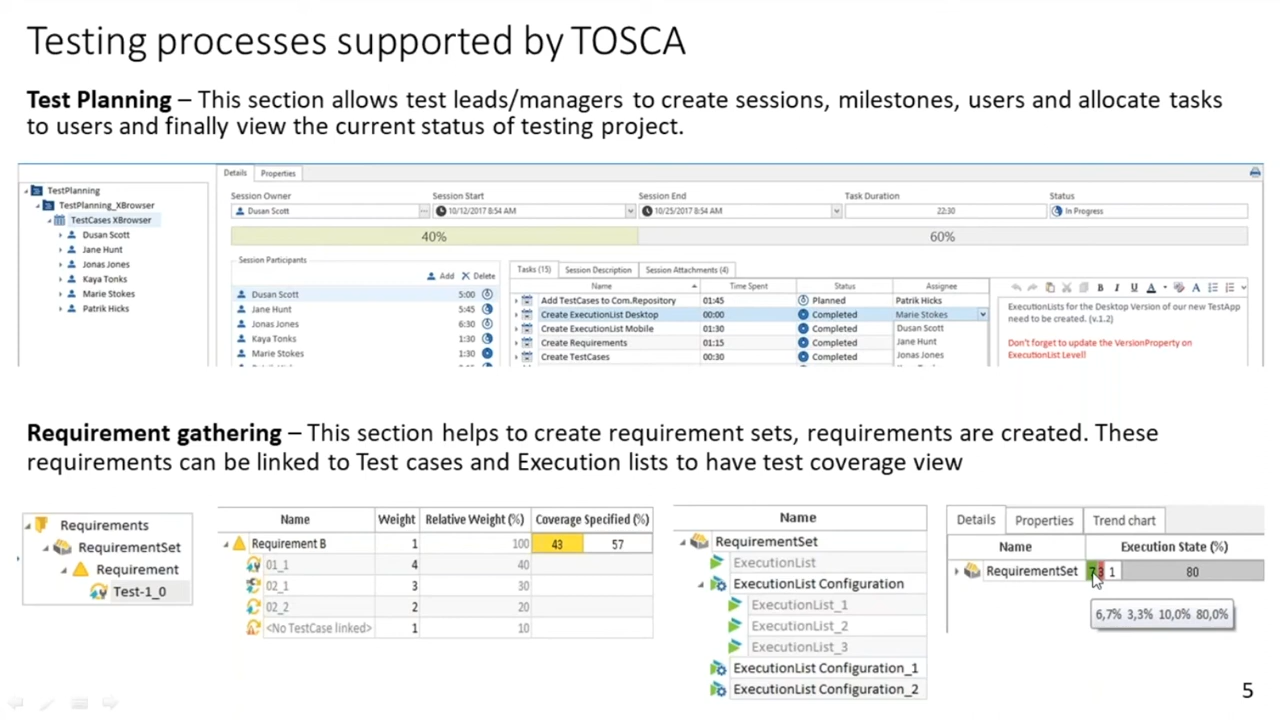 Testing processes supported by TOSCA
Test Planning – This section allows test leads/managers to create sessions, milestones, users and allocate tasks
to users and finally view the current status of testing project.
TestPlanning
TestPlanning_XBrowser
TestCases XBrowser
Dusan Scott
Jane Hunt
Jonas Jones
Kaya Tonks
Marie Stokes
Patrik Hicks
Details Properties
Session Owner Session Start Session End Task Duration Status
Dusan Scott 10/12/2017 8:54 AM 10/25/2017 8:54 AM 22:30 In Progress
40% 60%
Session Participants
Add Delete
Dusan Scott 5:00
Jane Hunt 5:45
Jonas Jones 6:30
Kaya Tonks 1:30
Marie Stokes 1:30
Tasks (15) Session Description Session Attachments (4)
Name Time Spent Status Assignee
Add TestCases to Com.Repository 01:45 Planned Patrik Hicks
Create ExecutionList Desktop 00:00 Completed Marie Stokes
Create ExecutionList Mobile 01:30 Completed Dusan Scott
Create Requirements 01:15 Completed Jane Hunt
Create TestCases 00:30 Completed Jonas Jones
B I U A A
ExecutionLists for the Desktop Version of our new TestApp
need to be created. (v.1.2)
Don't forget to update the VersionProperty on
ExecutionList Level!
Requirement gathering – This section helps to create requirement sets, requirements are created. These
requirements can be linked to Test cases and Execution lists to have test coverage view
Requirements
RequirementSet
Requirement
Test-1_0
Name Weight Relative Weight (%) Coverage Specified (%)
Requirement B 1 100 43 57
01_1 4 40
02_1 3 30
02_2 2 20
<No TestCase linked> 1 10
Name
RequirementSet
ExecutionList
ExecutionList Configuration
ExecutionList_1
ExecutionList_2
ExecutionList_3
ExecutionList Configuration_1
ExecutionList Configuration_2
Details Properties Trend chart
Name Execution State (%)
RequirementSet 7 3 1 80
6,7% 3,3% 10,0% 80,0%
5